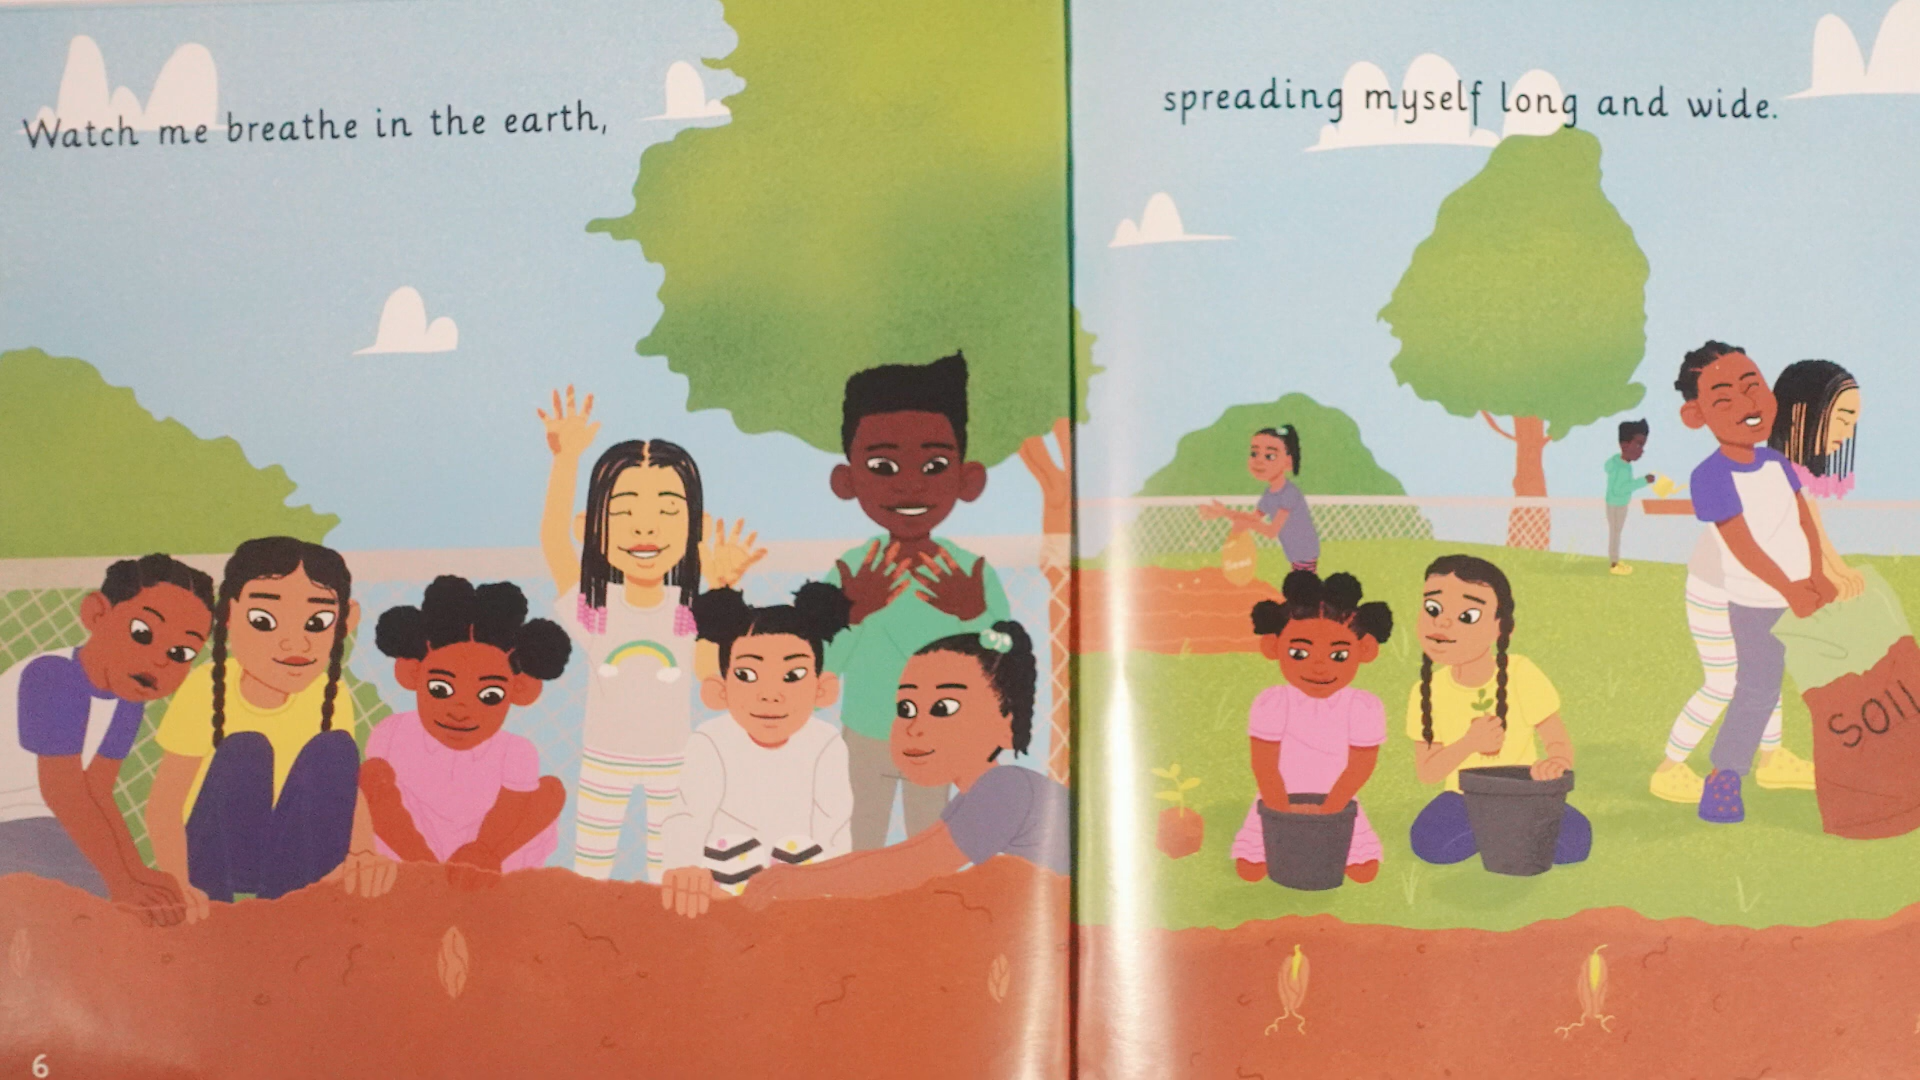 Watch me breathe in the earth,
spreading myself long and wide.
SOIL
6